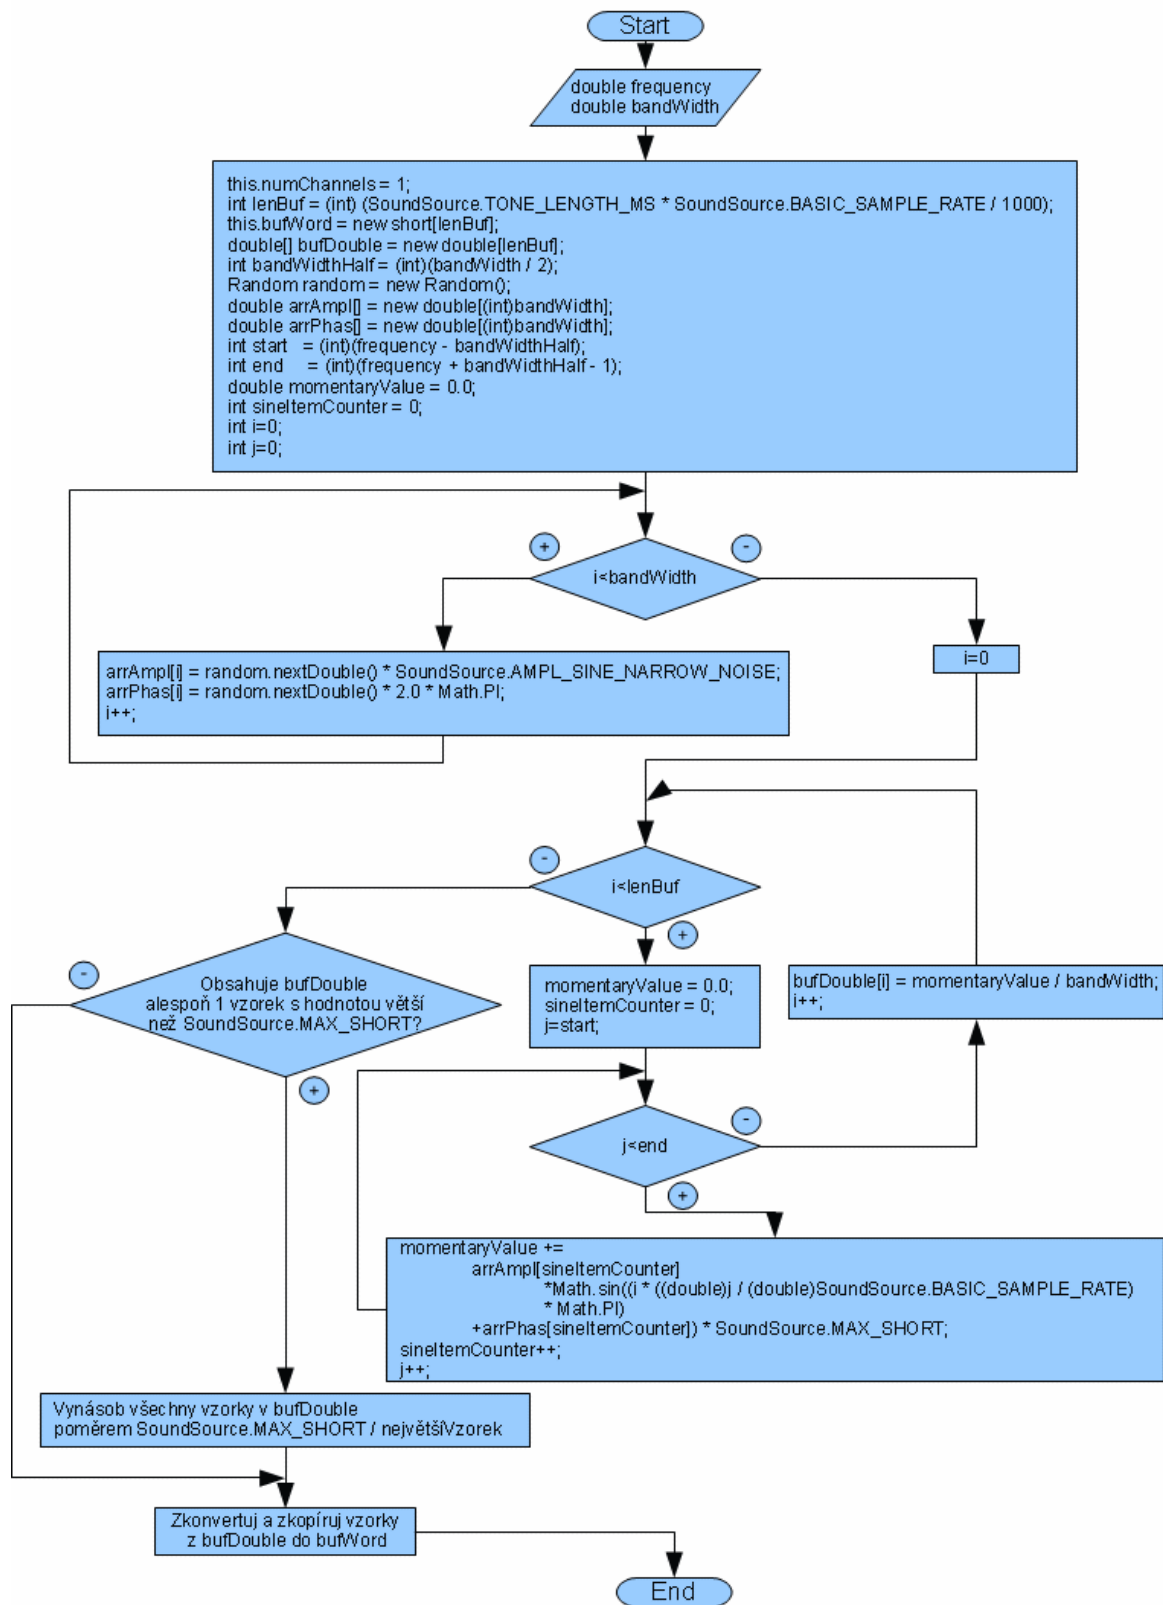 Start
double frequency
double bandWidth
this.numChannels = 1;
int lenBuf = (int) (SoundSource.TONE_LENGTH_MS * SoundSource.BASIC_SAMPLE_RATE / 1000);
this.bufWord = new short[lenBuf];
double[] bufDouble = new double[lenBuf];
int bandWidthHalf = (int)(bandWidth / 2);
Random random = new Random();
double arrAmpl[] = new double[(int)bandWidth];
double arrPhas[] = new double[(int)bandWidth];
int start = (int)(frequency - bandWidthHalf);
int end = (int)(frequency + bandWidthHalf - 1);
double momentaryValue = 0.0;
int sineItemCounter = 0;
int i=0;
int j=0;
+
-
i<bandWidth
arrAmpl[i] = random.nextDouble() * SoundSource.AMPL_SINE_NARROW_NOISE;
arrPhas[i] = random.nextDouble() * 2.0 * Math.PI;
i++;
i=0
-
i<lenBuf
+
-
Obsahuje bufDouble
alespoň 1 vzorek s hodnotou větší
než SoundSource.MAX_SHORT?
+
momentaryValue = 0.0;
sineItemCounter = 0;
j=start;
bufDouble[i] = momentaryValue / bandWidth;
i++;
-
j<end
+
momentaryValue +=
arrAmpl[sineItemCounter]
*Math.sin((i * ((double)j / (double)SoundSource.BASIC_SAMPLE_RATE)
* Math.PI)
+arrPhas[sineItemCounter]) * SoundSource.MAX_SHORT;
sineItemCounter++;
j++;
Vynásob všechny vzorky v bufDouble
poměrem SoundSource.MAX_SHORT / největšíVzorek
Zkonvertuj a zkopíruj vzorky
z bufDouble do bufWord
End